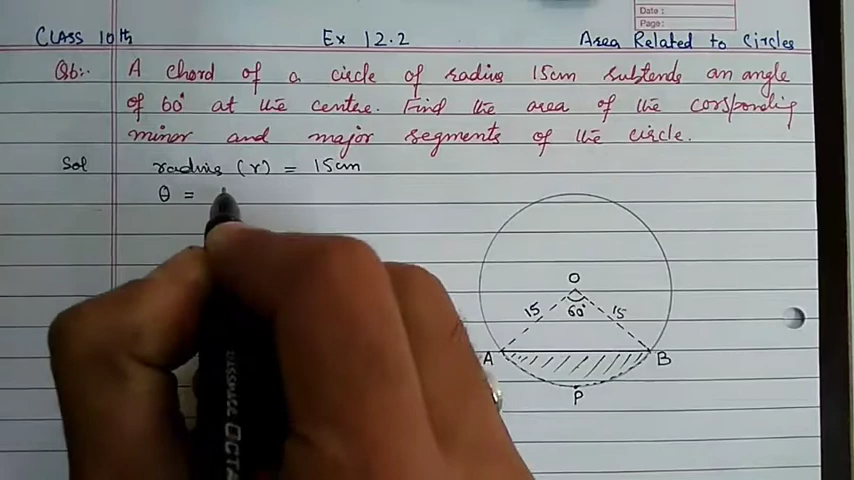 Date :
Page:
CLASS 10th Ex 12.2 Area Related to Circles
Q6:- A chord of a circle of radius 15cm subtends an angle
of 60° at the centre. Find the area of the corsponding
minor and major segments of the circle.
Sol radius (r) = 15cm
θ =
O
15 60° 15
A B
P
OCTA